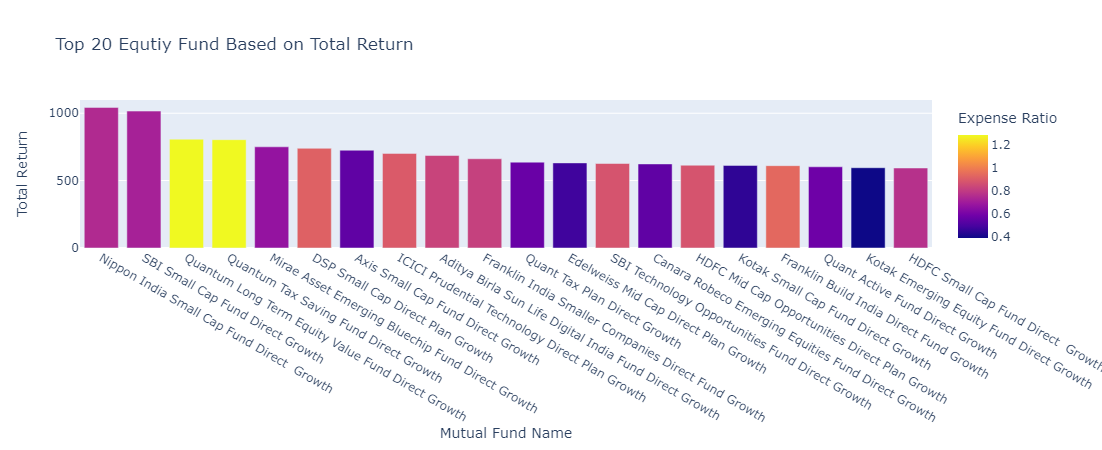 Top 20 Equtiy Fund Based on Total Return
Total Return
1000
500
0
Expense Ratio
1.2
1
0.8
0.6
0.4
Nippon India Small Cap Fund Direct  Growth
SBI Small Cap Fund Direct Growth
Quantum Long Term Equity Value Fund Direct Growth
Quantum Tax Saving Fund Direct Growth
Mirae Asset Emerging Bluechip Fund Direct Growth
DSP Small Cap Direct Plan Growth
Axis Small Cap Fund Direct Growth
ICICI Prudential Technology Direct Plan Growth
Aditya Birla Sun Life Digital India Fund Direct Growth
Franklin India Smaller Companies Direct Fund Growth
Quant Tax Plan Direct Growth
Edelweiss Mid Cap Direct Plan Growth
SBI Technology Opportunities Fund Direct Growth
Canara Robeco Emerging Equities Fund Direct Growth
HDFC Mid Cap Opportunities Direct Plan Growth
Kotak Small Cap Fund Direct Growth
Franklin Build India Direct Fund Growth
Quant Active Fund Direct Growth
Kotak Emerging Equity Fund Direct Growth
HDFC Small Cap Fund Direct  Growth
Mutual Fund Name